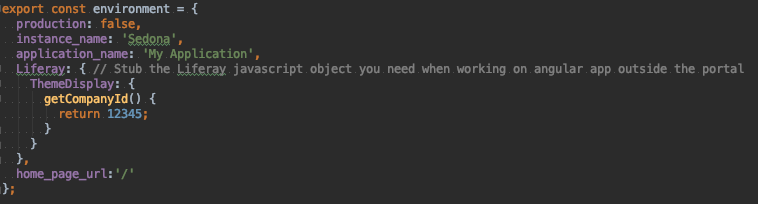 export const environment = {
production: false,
instance_name: 'Sedona',
application_name: 'My Application',
Liferay: { // Stub the Liferay javascript object you need when working on angular app outside the portal
ThemeDisplay: {
getCompanyId() {
return 12345;
}
}
},
home_page_url:'/'
};